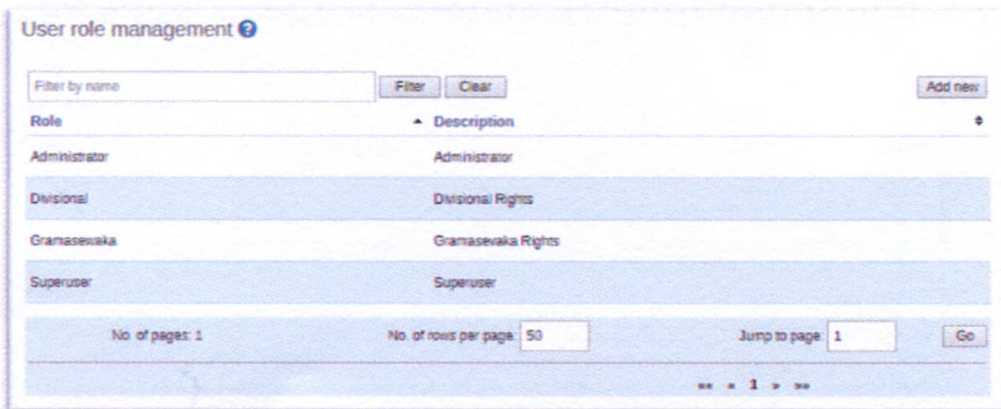 User role management ?
Filter by name Filter Clear Add new
Role Description
Administrator Administrator
Divisional Divisional Rights
Gramasewaka Gramasevaka Rights
Superuser Superuser
No. of pages: 1 No. of rows per page: 50 Jump to page: 1 Go
«« « 1 » »»